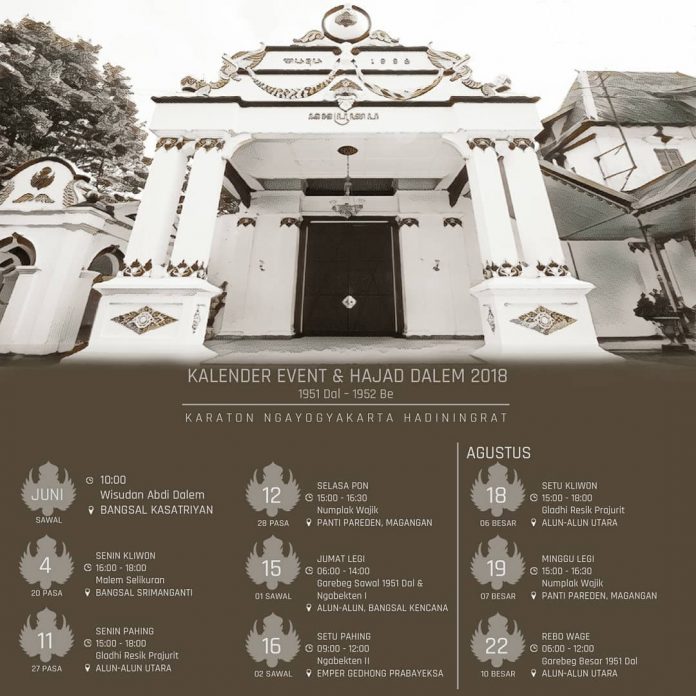 1926
KALENDER EVENT & HAJAD DALEM 2018
1951 Dal – 1952 Be
KARATON NGAYOGYAKARTA HADININGRAT
JUNI
SAWAL
10:00
Wisudan Abdi Dalem
BANGSAL KASATRIYAN
4
20 PASA
SENIN KLIWON
16:00 - 18:00
Malem Selikuran
BANGSAL SRIMANGANTI
11
27 PASA
SENIN PAHING
15:00 - 18:00
Gladhi Resik Prajurit
ALUN-ALUN UTARA
12
28 PASA
SELASA PON
15:00 - 16:30
Numplak Wajik
PANTI PAREDEN, MAGANGAN
15
01 SAWAL
JUMAT LEGI
06:00 - 14:00
Garebeg Sawal 1951 Dal &
Ngabekten I
ALUN-ALUN, BANGSAL KENCANA
16
02 SAWAL
SETU PAHING
09:00 - 12:00
Ngabekten II
EMPER GEDHONG PRABAYEKSA
AGUSTUS
18
06 BESAR
SETU KLIWON
15:00 - 18:00
Gladhi Resik Prajurit
ALUN-ALUN UTARA
19
07 BESAR
MINGGU LEGI
15:00 - 16:30
Numplak Wajik
PANTI PAREDEN, MAGANGAN
22
10 BESAR
REBO WAGE
06:00 - 12:00
Garebeg Besar 1951 Dal
ALUN-ALUN UTARA